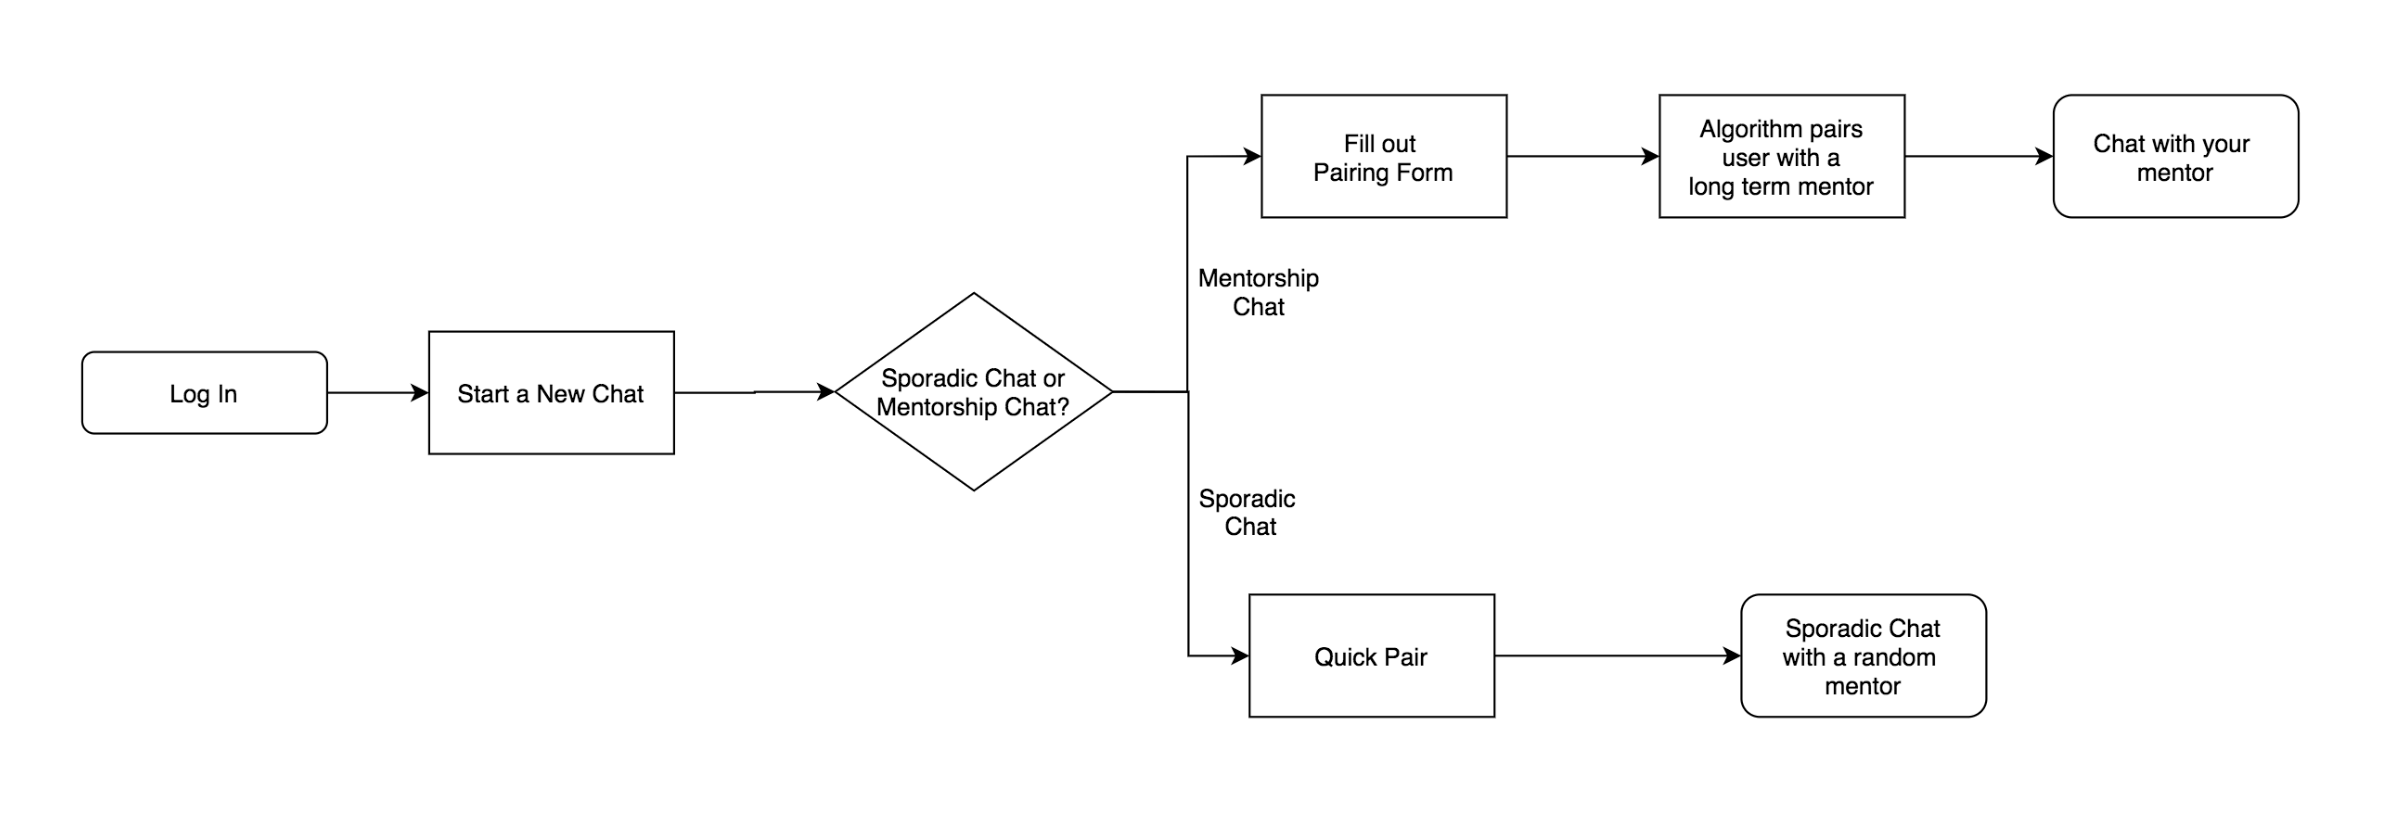 Log In
Start a New Chat
Sporadic Chat or
Mentorship Chat?
Mentorship
Chat
Fill out
Pairing Form
Algorithm pairs
user with a
long term mentor
Chat with your
mentor
Sporadic
Chat
Quick Pair
Sporadic Chat
with a random
mentor